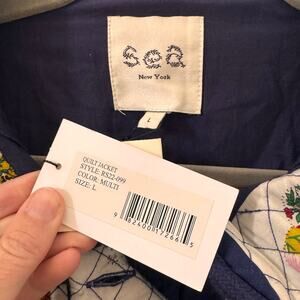 Sea
New York
L
QUILT JACKET
STYLE: RS22-099
COLOR: MULTI
SIZE: L